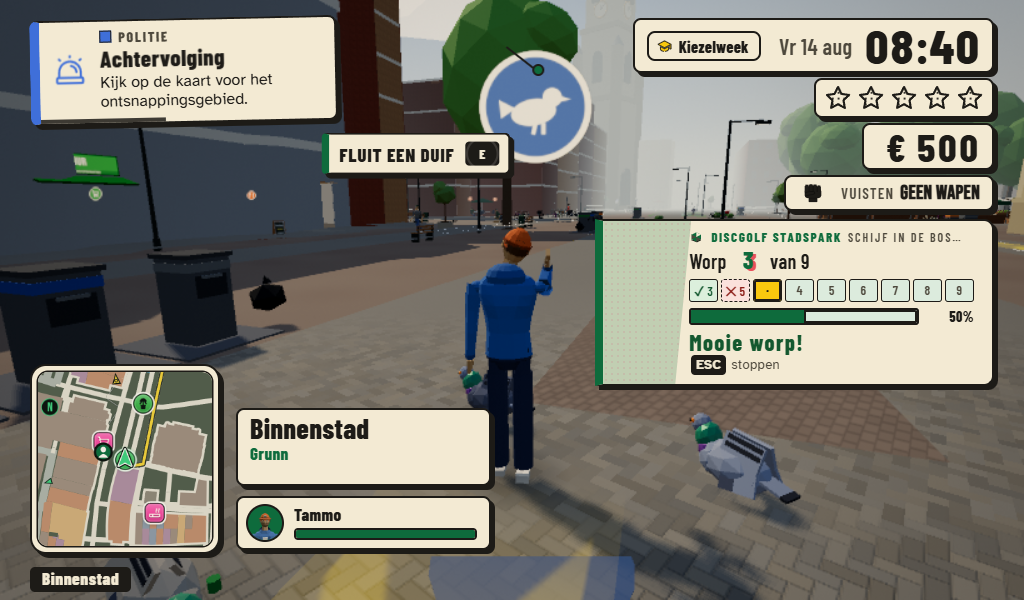 POLITIE
Achtervolging
Kijk op de kaart voor het
ontsnappingsgebied.
FLUIT EEN DUIF E
Kiezelweek Vr 14 aug 08:40
€ 500
VUISTEN GEEN WAPEN
DISCGOLF STADSPARK SCHIJF IN DE BOS…
Worp 3 van 9
✓3 ✕5 · 4 5 6 7 8 9
50%
Mooie worp!
ESC stoppen
N
Binnenstad
Grunn
Tammo
Binnenstad